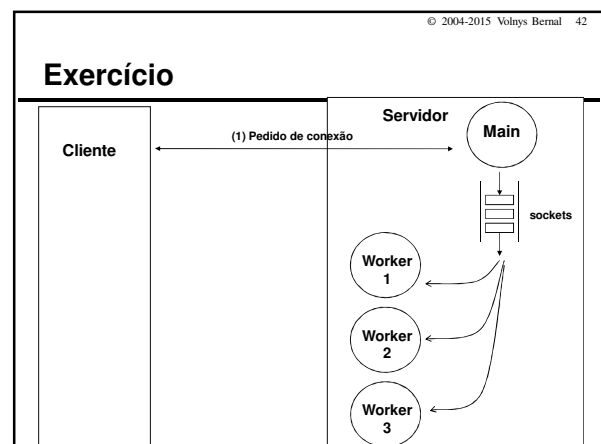 © 2004-2015 Volnys Bernal 42
Exercício
Servidor
Cliente
(1) Pedido de conexão
Main
sockets
Worker
1
Worker
2
Worker
3